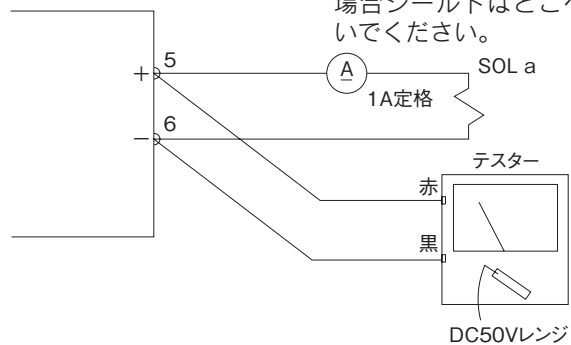 場合シールドはどこへ
いでください。
+ 5
A
SOL a
1A定格
− 6
テスター
赤
黒
DC50Vレンジ